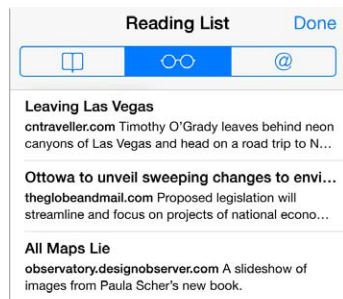 Reading List Done
@
Leaving Las Vegas
cntraveller.com Timothy O'Grady leaves behind neon
canyons of Las Vegas and head on a road trip to N...
Ottowa to unveil sweeping changes to envi...
theglobeandmail.com Proposed legislation will
streamline and focus on projects of national econo...
All Maps Lie
observatory.designobserver.com A slideshow of
images from Paula Scher's new book.